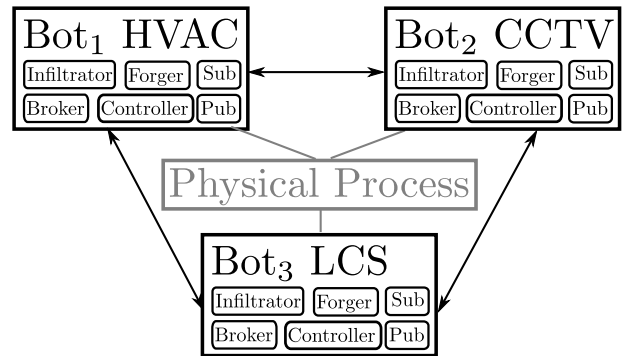 Bot₁ HVAC
Infiltrator Forger Sub
Broker Controller Pub
Bot₂ CCTV
Infiltrator Forger Sub
Broker Controller Pub
Physical Process
Bot₃ LCS
Infiltrator Forger Sub
Broker Controller Pub